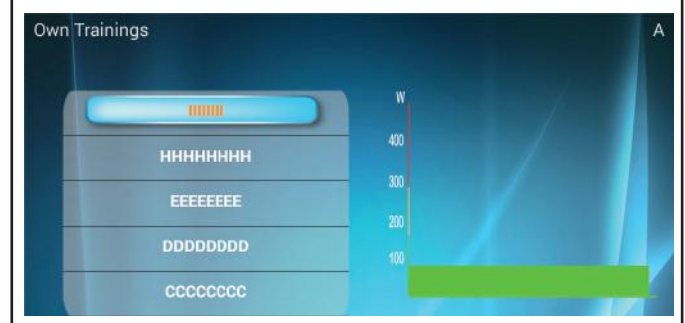 Own Trainings
A
IIIIIIII
HHHHHHHH
EEEEEEEE
DDDDDDDD
CCCCCCCC
W
400
300
200
100